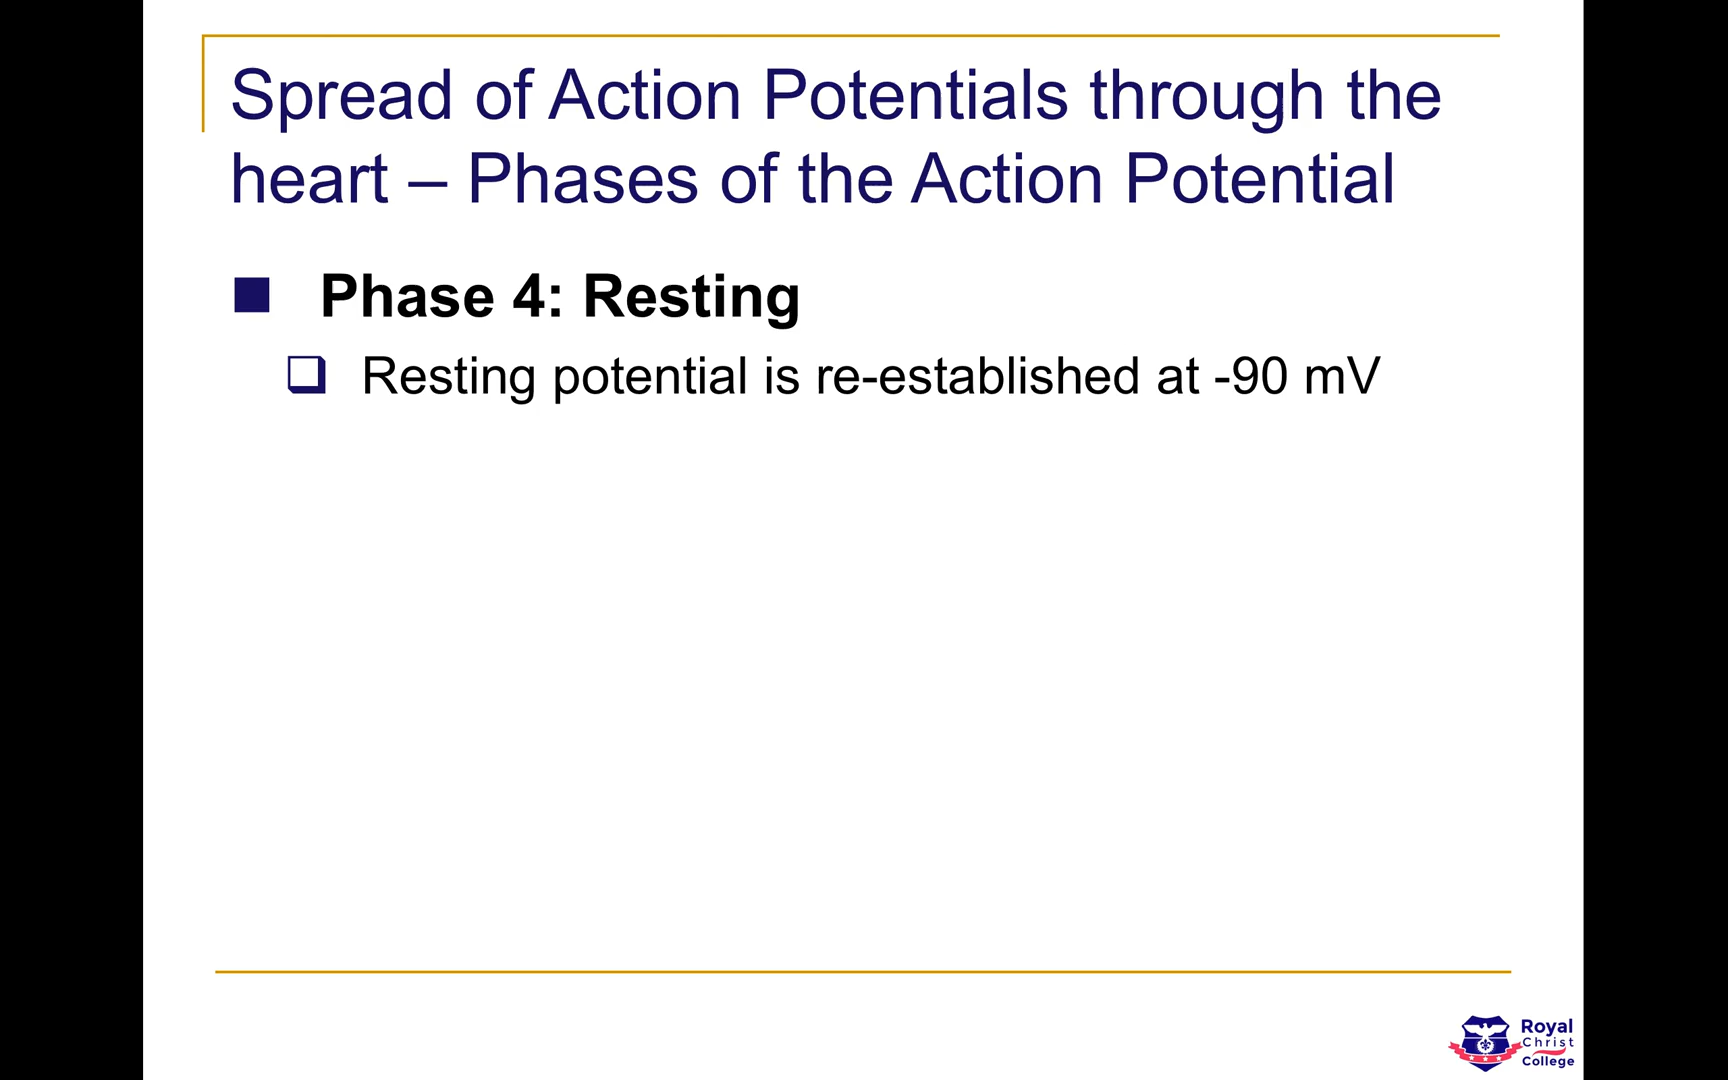 Spread of Action Potentials through the
heart – Phases of the Action Potential
Phase 4: Resting
Resting potential is re-established at -90 mV
Royal
Christ
College